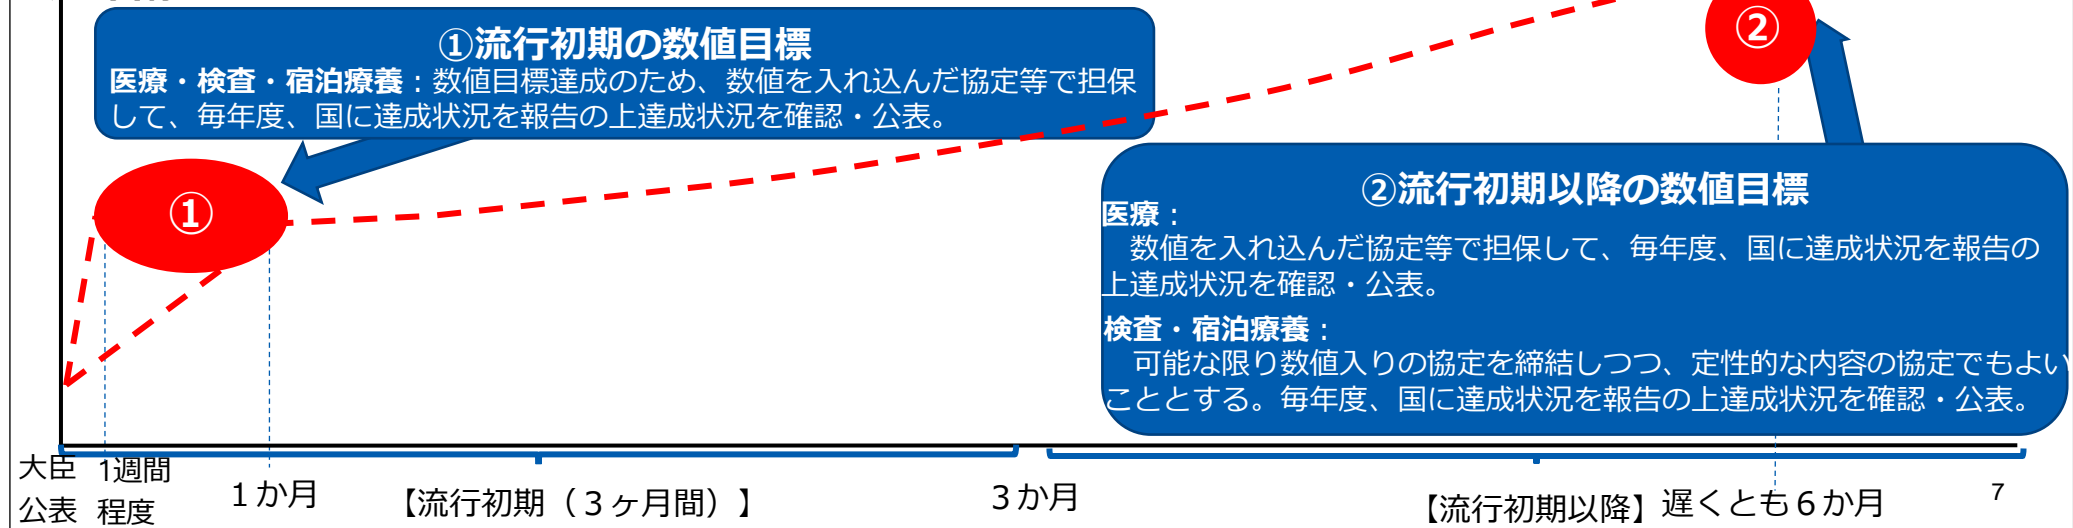 ①流行初期の数値目標
医療・検査・宿泊療養：数値目標達成のため、数値を入れ込んだ協定等で担保
して、毎年度、国に達成状況を報告の上達成状況を確認・公表。
②
①
②流行初期以降の数値目標
医療：
数値を入れ込んだ協定等で担保して、毎年度、国に達成状況を報告の
上達成状況を確認・公表。
検査・宿泊療養：
可能な限り数値入りの協定を締結しつつ、定性的な内容の協定でもよい
こととする。毎年度、国に達成状況を報告の上達成状況を確認・公表。
大臣
公表
1週間
程度
１か月
【流行初期（３ヶ月間）】
３か月
【流行初期以降】
遅くとも６か月
7